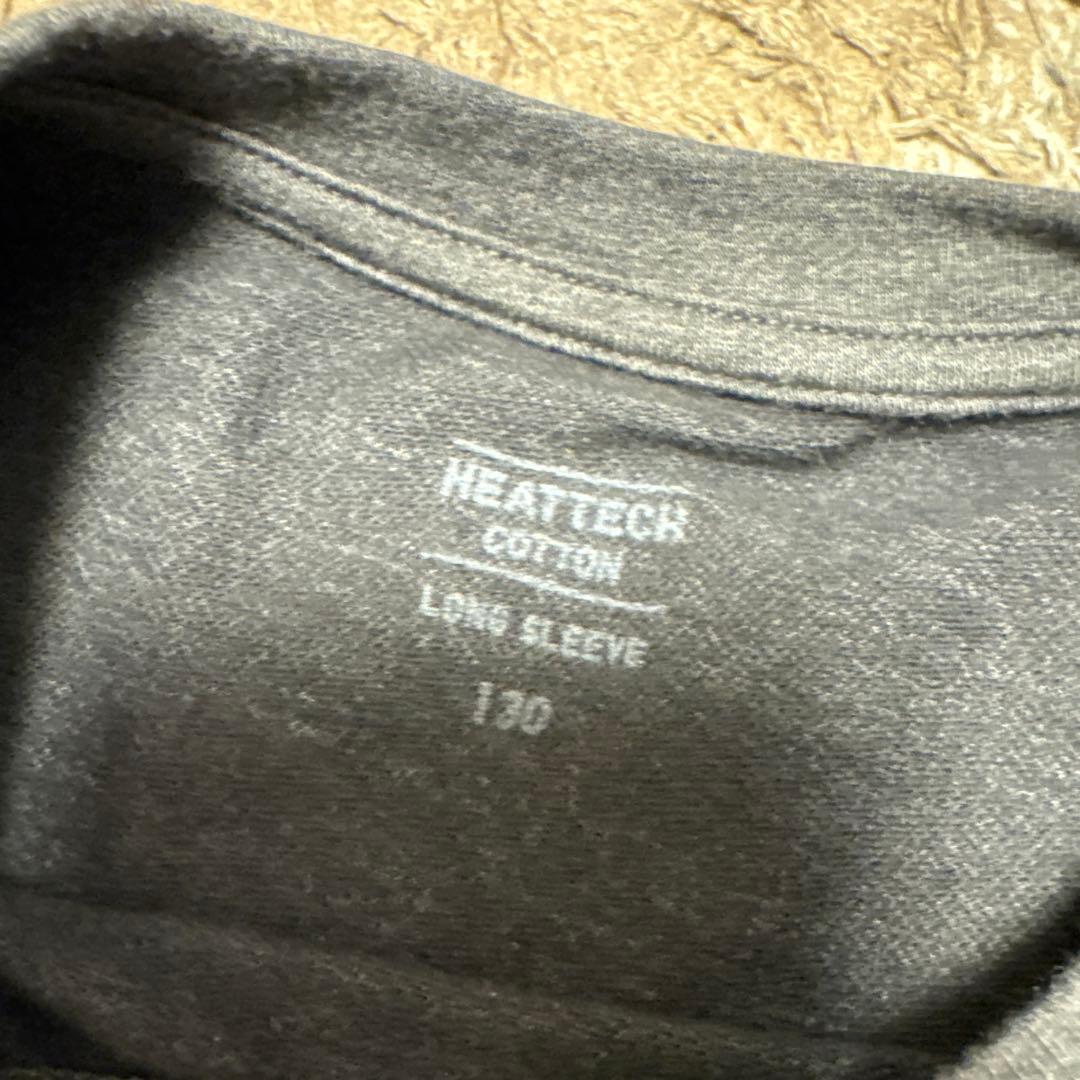 HEATTECH
COTTON
LONG SLEEVE
130